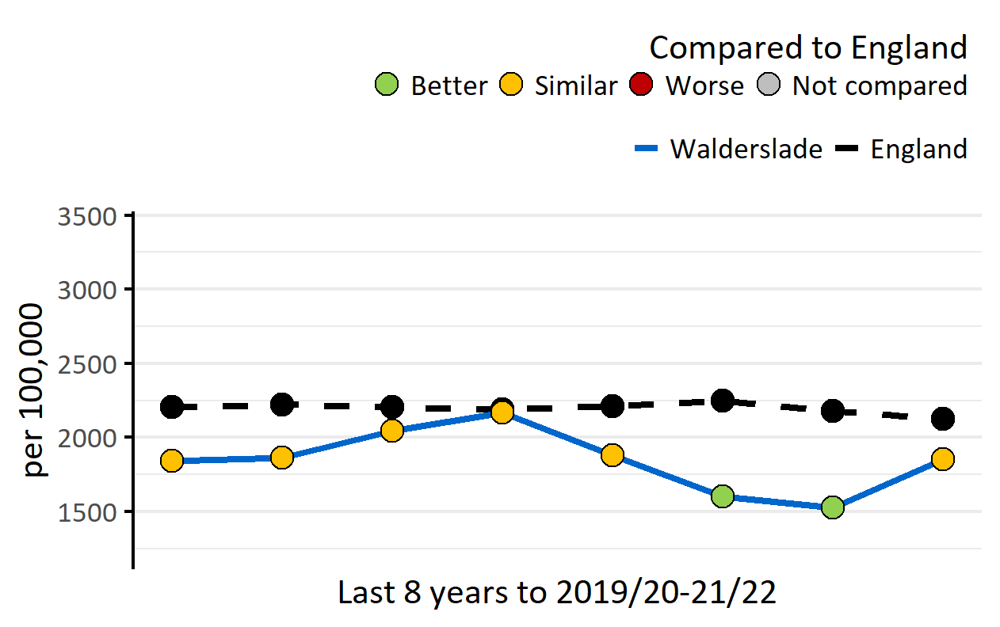 Compared to England
Better Similar Worse Not compared
Walderslade England
3500
3000
2500
2000
1500
per 100,000
Last 8 years to 2019/20-21/22